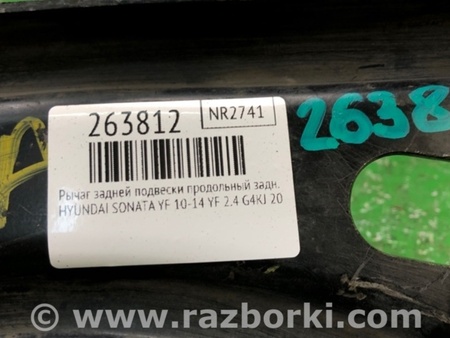 263812
NR2741
2638
Рычаг задней подвески продольный задн.
HYUNDAI SONATA YF 10-14 YF 2.4 G4KJ 20
www.razborki.com